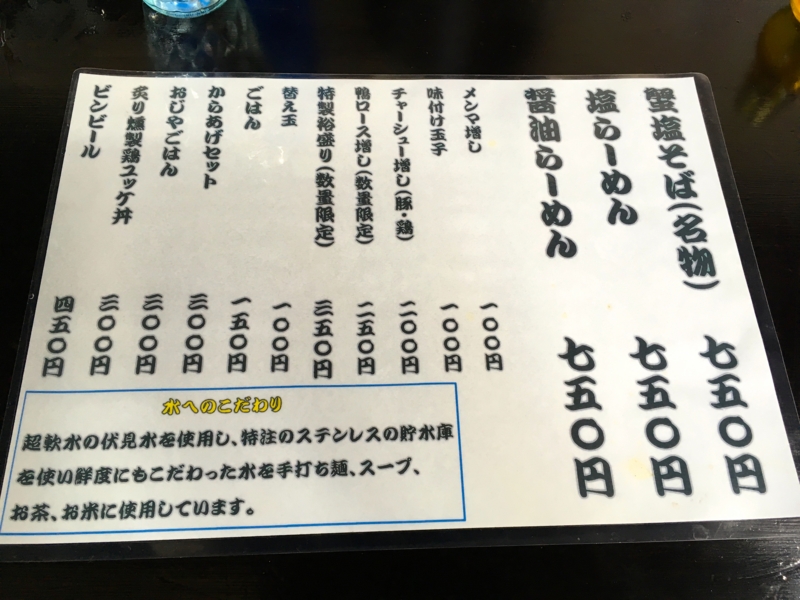 蟹塩そば(名物) 七五〇円
塩らーめん 七五〇円
醤油らーめん 七五〇円
メンマ増し 一〇〇円
味付け玉子 一〇〇円
チャーシュー増し(豚・鶏) 二〇〇円
鴨ロース増し(数量限定) 二五〇円
特製裕盛り(数量限定) 三五〇円
替え玉 一〇〇円
ごはん 一五〇円
からあげセット 三〇〇円
おじやごはん 三〇〇円
炙り燻製鶏ユッケ丼 三〇〇円
ビンビール 四五〇円
水へのこだわり
超軟水の伏見水を使用し、特注のステンレスの貯水庫
を使い鮮度にもこだわった水を手打ち麺、スープ、
お茶、お米に使用しています。